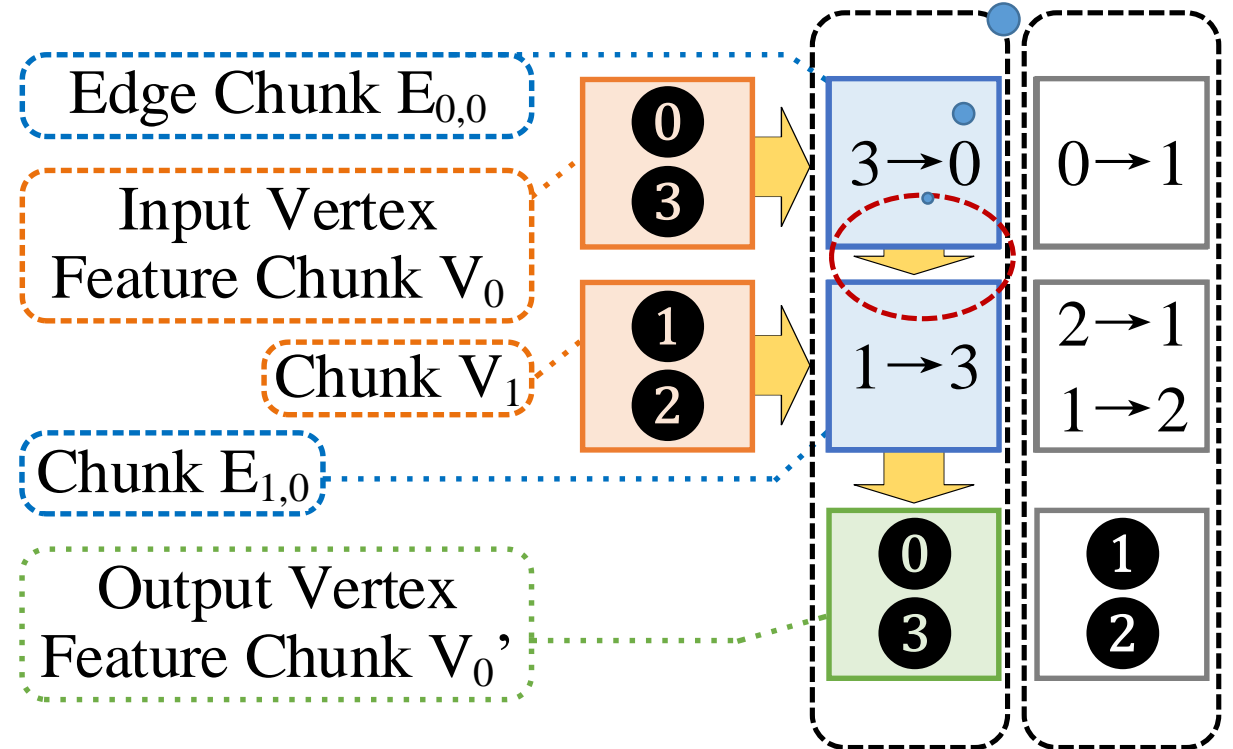 Edge Chunk E0,0
Input Vertex
Feature Chunk V0
Chunk V1
Chunk E1,0
Output Vertex
Feature Chunk V0’
0
3
1
2
3→0
1→3
0
3
0→1
2→1
1→2
1
2